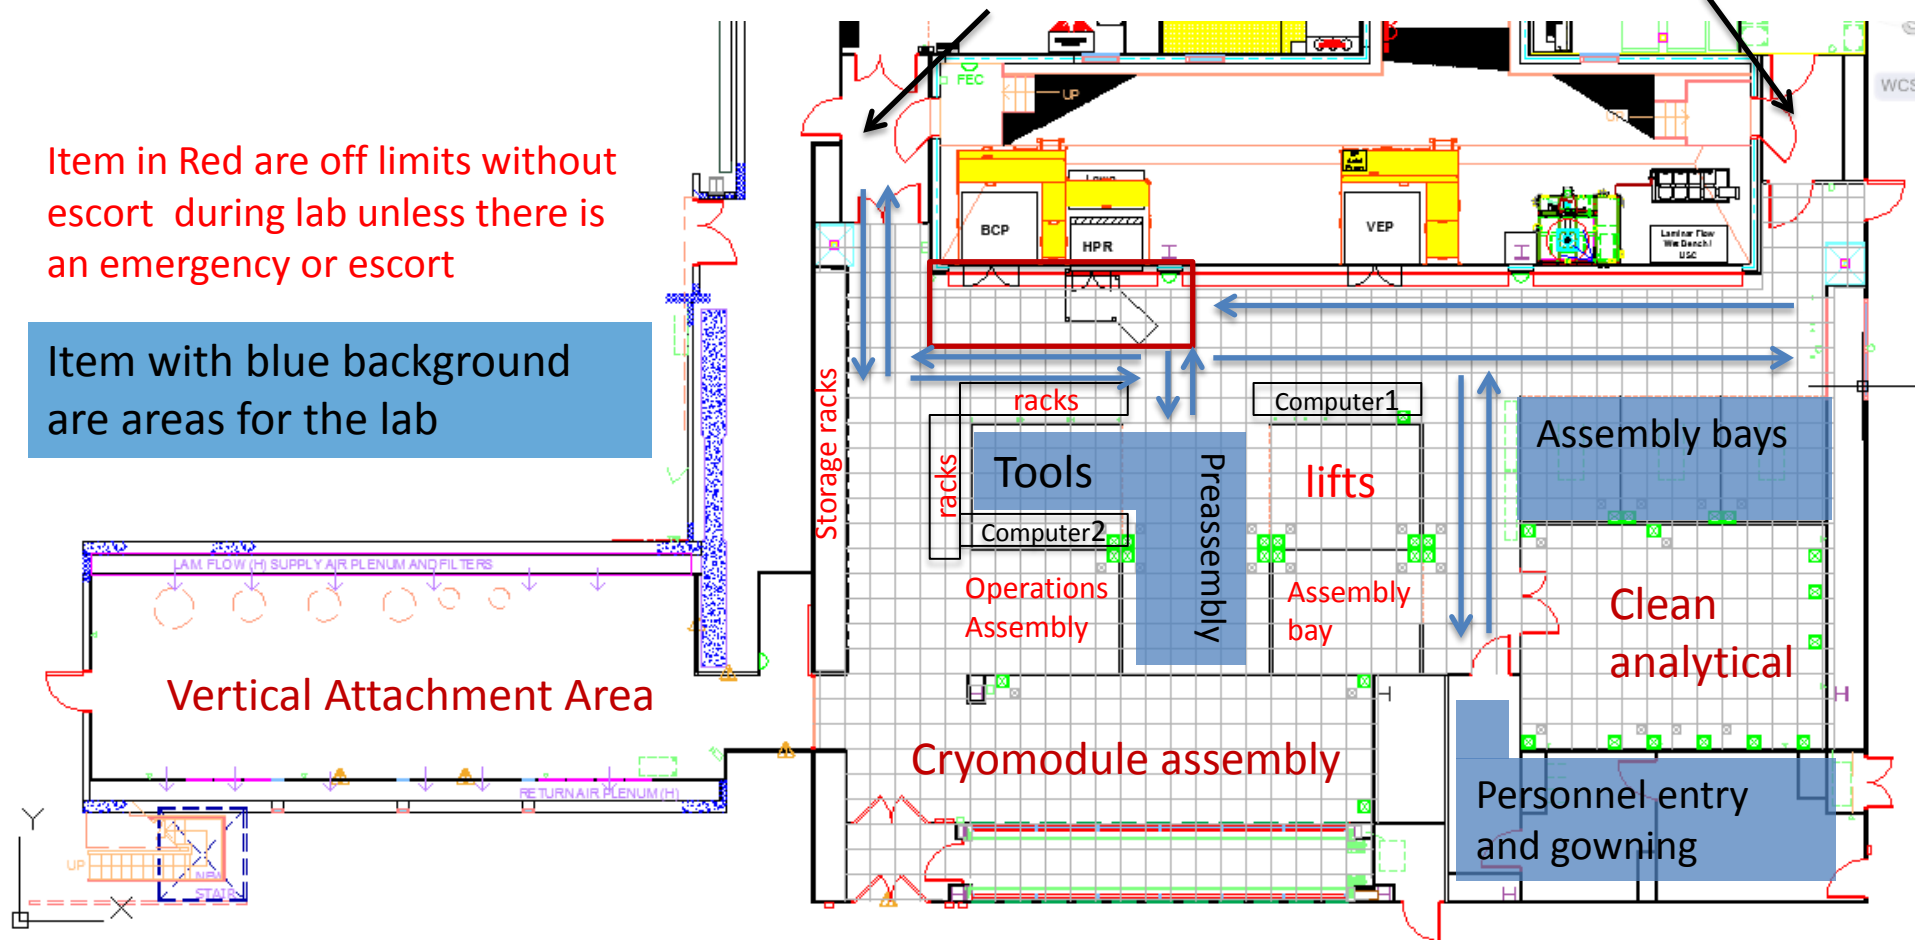 FEC
UP
UP
WCS
Item in Red are off limits without
escort  during lab unless there is
an emergency or escort
Item with blue background
are areas for the lab
BCP
HPR
VEP
Laminar Flow
Wet Bench /
USC
Storage racks
racks
racks
Computer1
Tools
Computer2
Preassembly
lifts
Assembly bays
LAM. FLOW (H) SUPPLY AIR PLENUM AND FILTERS
Operations
Assembly
Assembly
bay
Clean
analytical
Vertical Attachment Area
Cryomodule assembly
RETURN AIR PLENUM (H)
Personnel entry
and gowning
Y
X
UP
NEW
STAIR